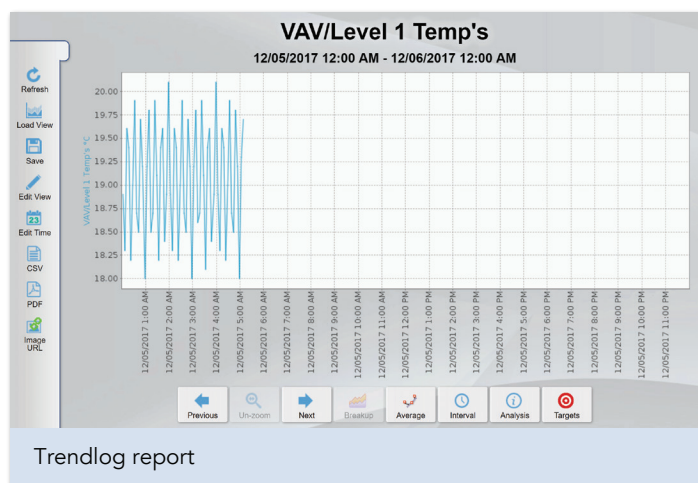 VAV/Level 1 Temp's
12/05/2017 12:00 AM - 12/06/2017 12:00 AM
Refresh
Load View
Save
Edit View
23
Edit Time
CSV
PDF
Image
URL
VAV/Level 1 Temp's °C
20.00
19.75
19.50
19.25
19.00
18.75
18.50
18.25
18.00
12/05/2017 1:00 AM
12/05/2017 2:00 AM
12/05/2017 3:00 AM
12/05/2017 4:00 AM
12/05/2017 5:00 AM
12/05/2017 6:00 AM
12/05/2017 7:00 AM
12/05/2017 8:00 AM
12/05/2017 9:00 AM
12/05/2017 10:00 AM
12/05/2017 11:00 AM
12/05/2017 12:00 PM
12/05/2017 1:00 PM
12/05/2017 2:00 PM
12/05/2017 3:00 PM
12/05/2017 4:00 PM
12/05/2017 5:00 PM
12/05/2017 6:00 PM
12/05/2017 7:00 PM
12/05/2017 8:00 PM
12/05/2017 9:00 PM
12/05/2017 10:00 PM
12/05/2017 11:00 PM
Previous
Un-zoom
Next
Breakup
Average
Interval
Analysis
Targets
Trendlog report